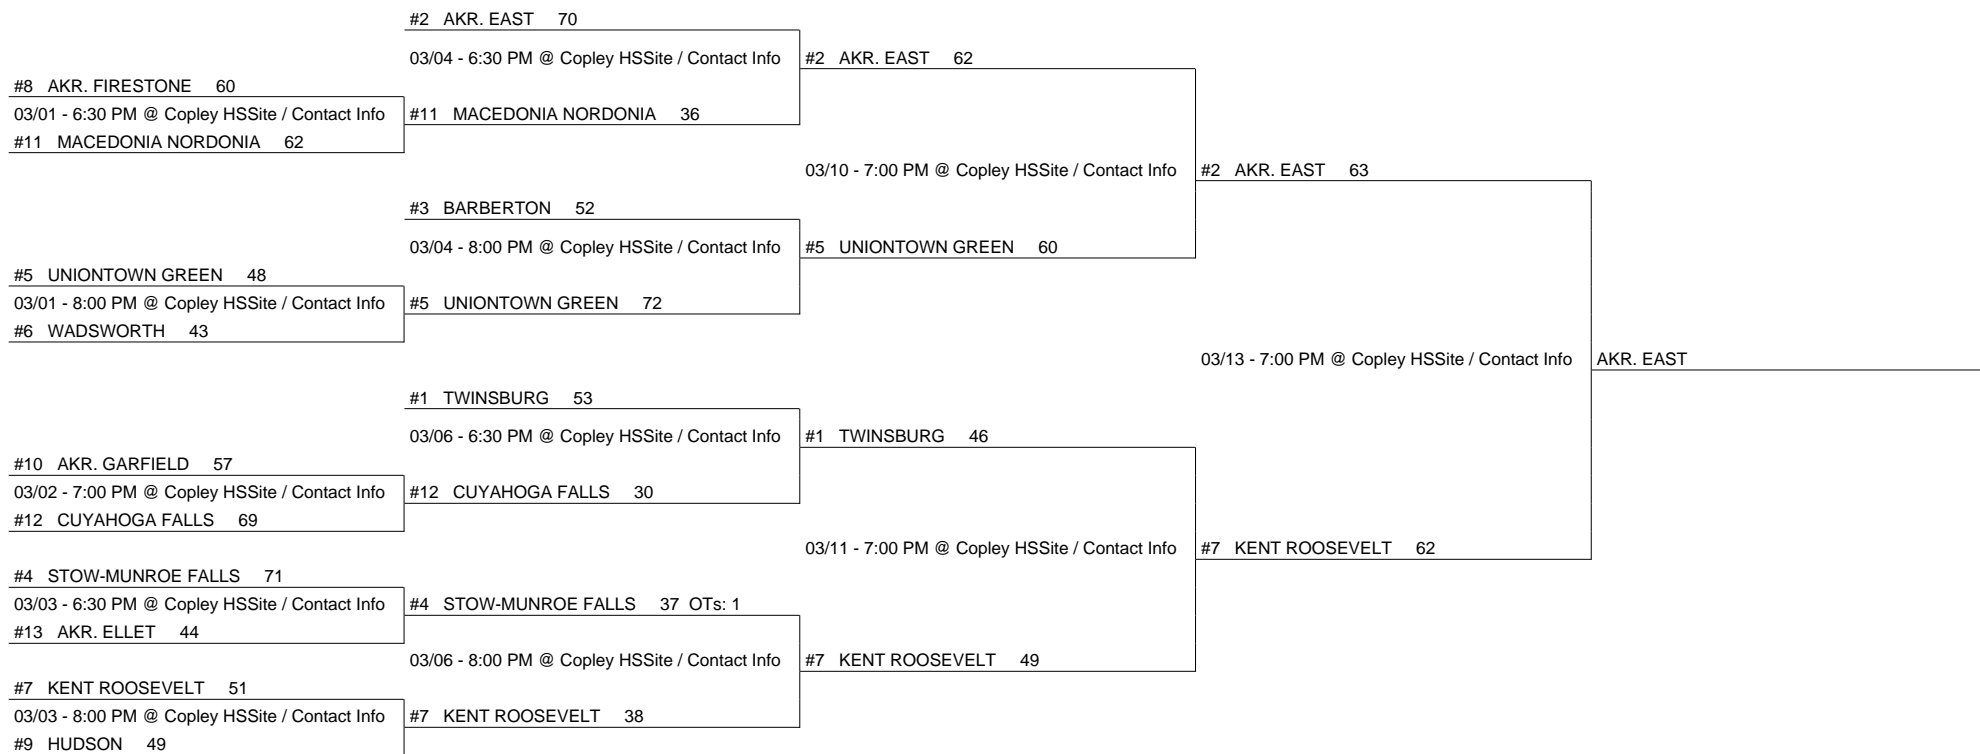 #2 AKR. EAST 70
03/04 - 6:30 PM @ Copley HSSite / Contact Info
#2 AKR. EAST 62
#8 AKR. FIRESTONE 60
03/01 - 6:30 PM @ Copley HSSite / Contact Info
#11 MACEDONIA NORDONIA 36
#11 MACEDONIA NORDONIA 62
03/10 - 7:00 PM @ Copley HSSite / Contact Info
#2 AKR. EAST 63
#3 BARBERTON 52
03/04 - 8:00 PM @ Copley HSSite / Contact Info
#5 UNIONTOWN GREEN 60
#5 UNIONTOWN GREEN 48
03/01 - 8:00 PM @ Copley HSSite / Contact Info
#5 UNIONTOWN GREEN 72
#6 WADSWORTH 43
03/13 - 7:00 PM @ Copley HSSite / Contact Info
AKR. EAST
#1 TWINSBURG 53
03/06 - 6:30 PM @ Copley HSSite / Contact Info
#1 TWINSBURG 46
#10 AKR. GARFIELD 57
03/02 - 7:00 PM @ Copley HSSite / Contact Info
#12 CUYAHOGA FALLS 30
#12 CUYAHOGA FALLS 69
03/11 - 7:00 PM @ Copley HSSite / Contact Info
#7 KENT ROOSEVELT 62
#4 STOW-MUNROE FALLS 71
03/03 - 6:30 PM @ Copley HSSite / Contact Info
#4 STOW-MUNROE FALLS 37 OTs: 1
#13 AKR. ELLET 44
03/06 - 8:00 PM @ Copley HSSite / Contact Info
#7 KENT ROOSEVELT 49
#7 KENT ROOSEVELT 51
03/03 - 8:00 PM @ Copley HSSite / Contact Info
#7 KENT ROOSEVELT 38
#9 HUDSON 49